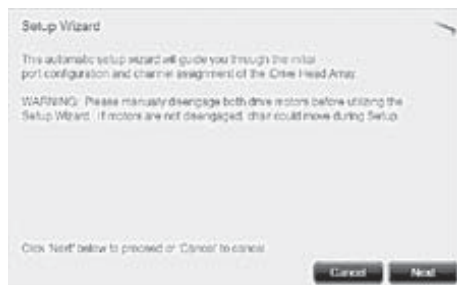 Setup Wizard
This automatic setup wizard will guide you through the initial
port configuration and channel assignment of the iDrive Head Array.
WARNING: Please manually disengage both drive motors before utilizing the
Setup Wizard. If motors are not disengaged, chair could move during Setup.
Click 'Next' below to proceed or 'Cancel' to cancel.
Cancel Next